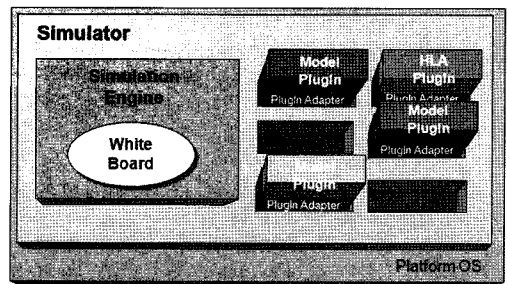 Simulator
Simulation
Engine
White
Board
Model
PlugIn
PlugIn Adapter
HLA
PlugIn
PlugIn Adapter
Model
PlugIn
PlugIn Adapter
PlugIn
PlugIn Adapter
Platform OS